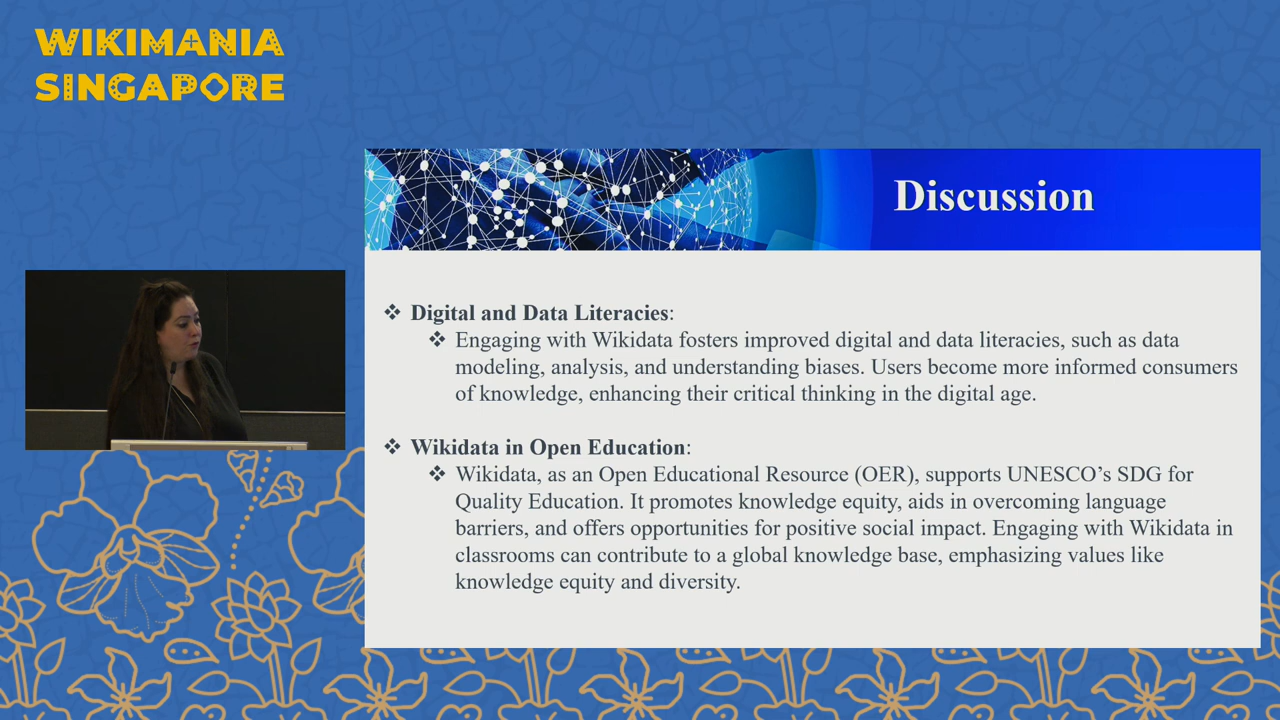 WIKIMANIA
SINGAPORE
Discussion
❖ Digital and Data Literacies:
❖ Engaging with Wikidata fosters improved digital and data literacies, such as data
modeling, analysis, and understanding biases. Users become more informed consumers
of knowledge, enhancing their critical thinking in the digital age.
❖ Wikidata in Open Education:
❖ Wikidata, as an Open Educational Resource (OER), supports UNESCO’s SDG for
Quality Education. It promotes knowledge equity, aids in overcoming language
barriers, and offers opportunities for positive social impact. Engaging with Wikidata in
classrooms can contribute to a global knowledge base, emphasizing values like
knowledge equity and diversity.